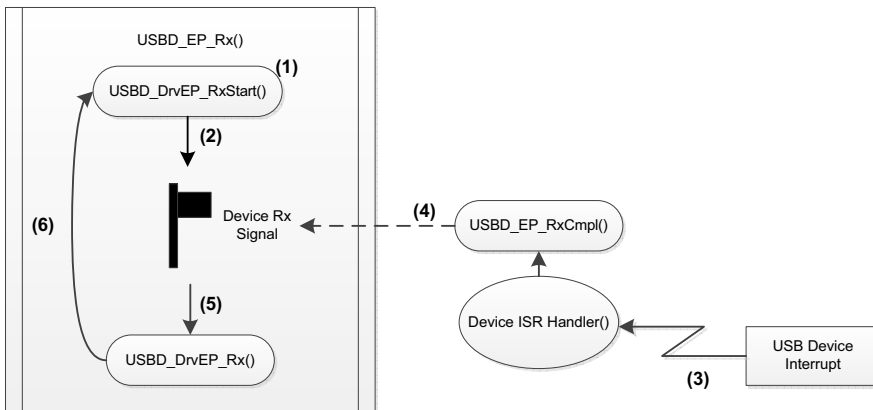 USBD_EP_Rx()
(1)
USBD_DrvEP_RxStart()
(2)
(6)
Device Rx
Signal
(4)
USBD_EP_RxCmpl()
(5)
Device ISR Handler()
USBD_DrvEP_Rx()
(3)
USB Device
Interrupt